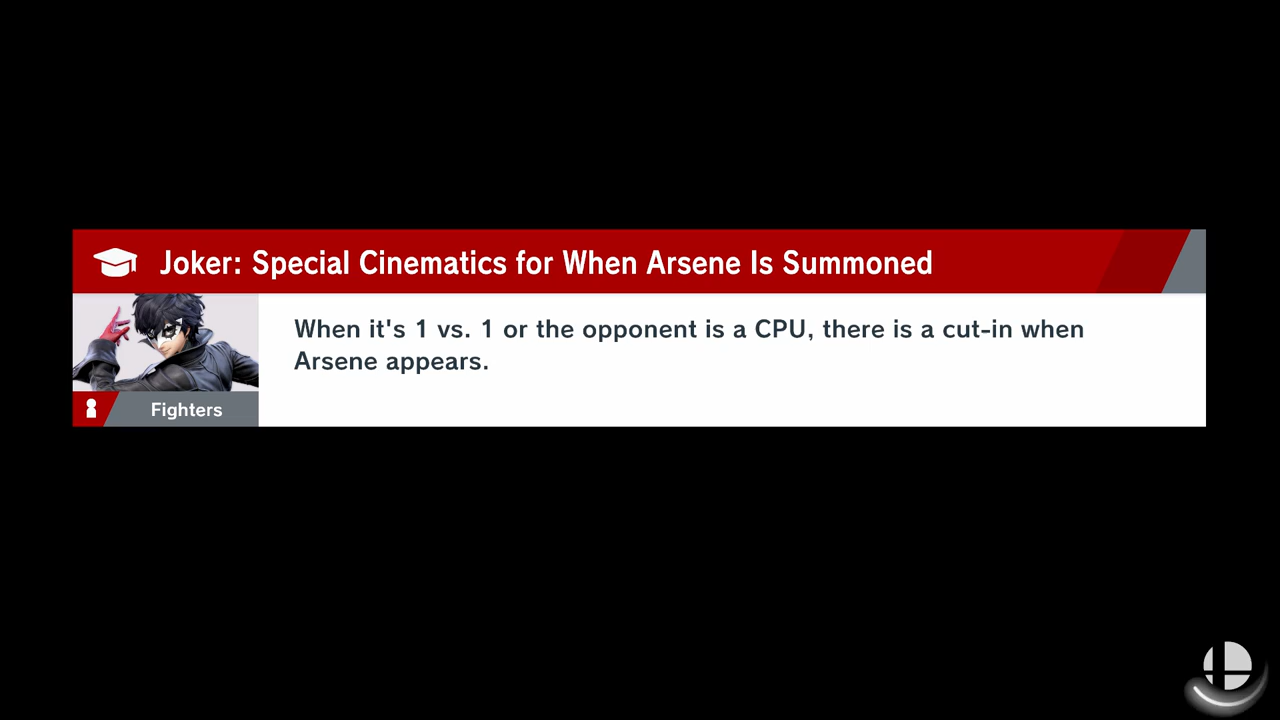 Joker: Special Cinematics for When Arsene Is Summoned
When it's 1 vs. 1 or the opponent is a CPU, there is a cut-in when
Arsene appears.
Fighters